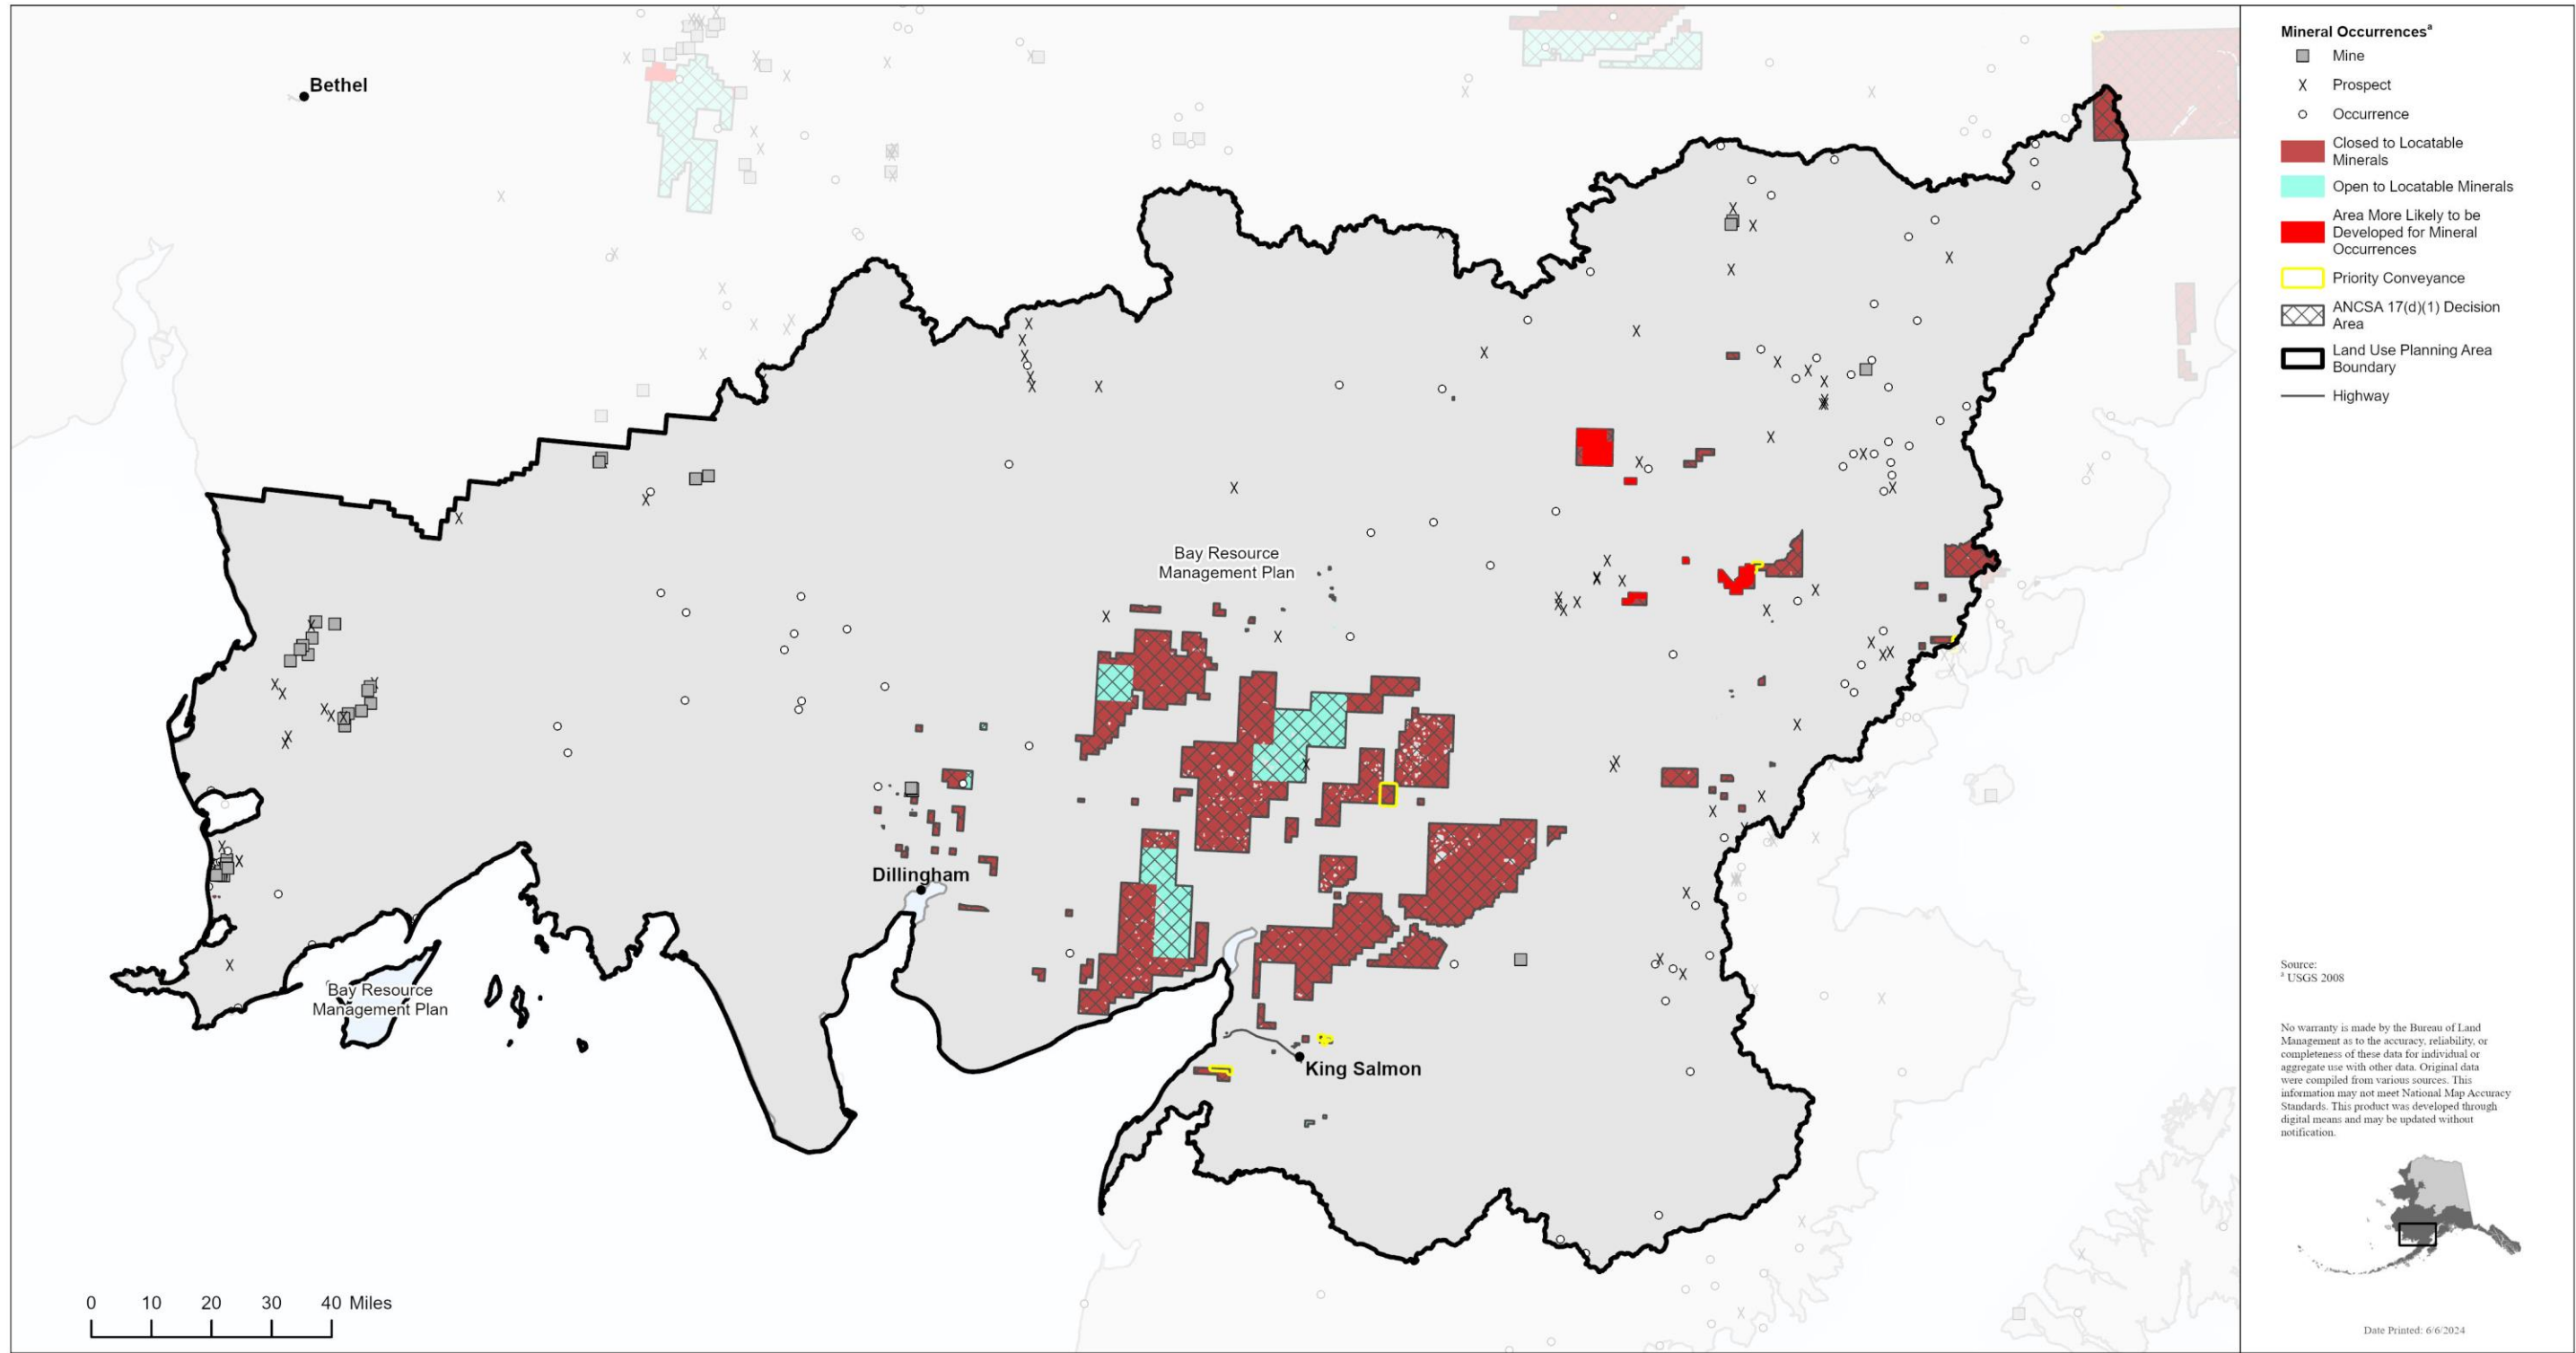 Bethel
Bay Resource
Management Plan
Dillingham
Bay Resource
Management Plan
King Salmon
0 10 20 30 40 Miles
Mineral Occurrencesᵃ
Mine
Prospect
Occurrence
Closed to Locatable
Minerals
Open to Locatable Minerals
Area More Likely to be
Developed for Mineral
Occurrences
Priority Conveyance
ANCSA 17(d)(1) Decision
Area
Land Use Planning Area
Boundary
Highway
Source:
ᵃ USGS 2008
No warranty is made by the Bureau of Land
Management as to the accuracy, reliability, or
completeness of these data for individual or
aggregate use with other data. Original data
were compiled from various sources. This
information may not meet National Map Accuracy
Standards. This product was developed through
digital means and may be updated without
notification.
Date Printed: 6/6/2024